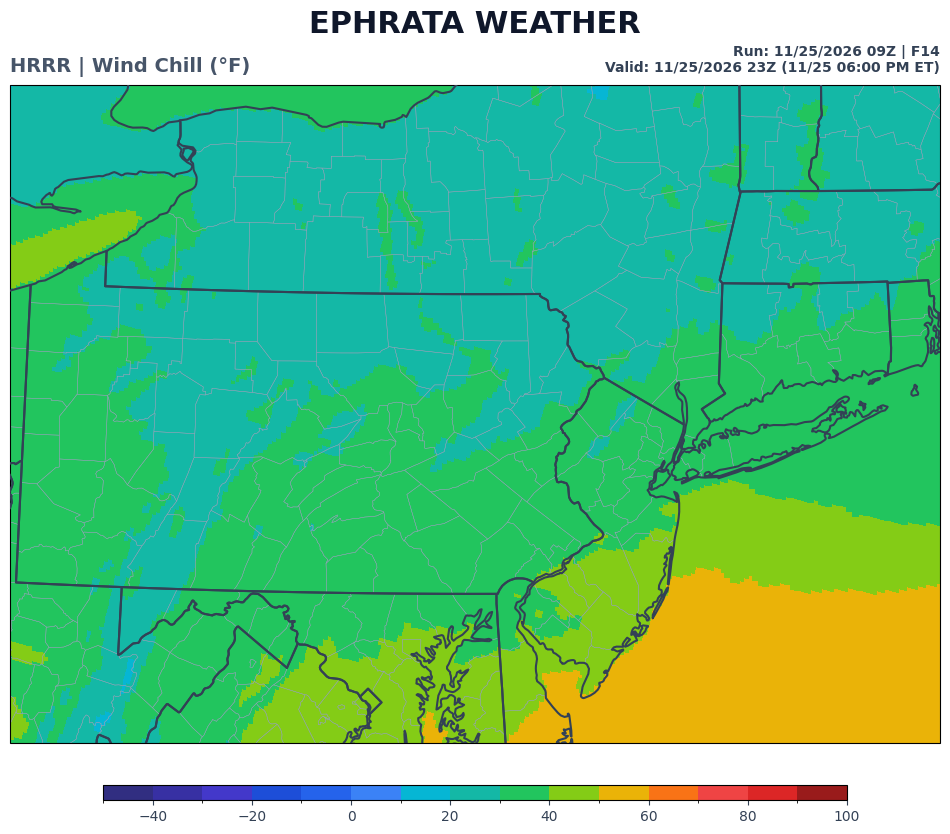 EPHRATA WEATHER
HRRR | Wind Chill (°F)
Run: 11/25/2026 09Z | F14
Valid: 11/25/2026 23Z (11/25 06:00 PM ET)
−40 −20 0 20 40 60 80 100